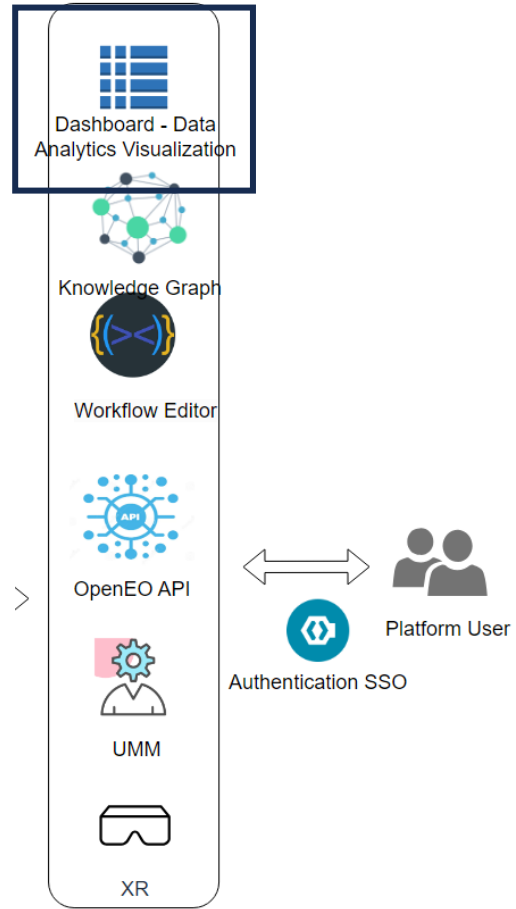 Dashboard - Data
Analytics Visualization
Knowledge Graph
{(><)}
Workflow Editor
API
OpenEO API
Platform User
Authentication SSO
UMM
XR